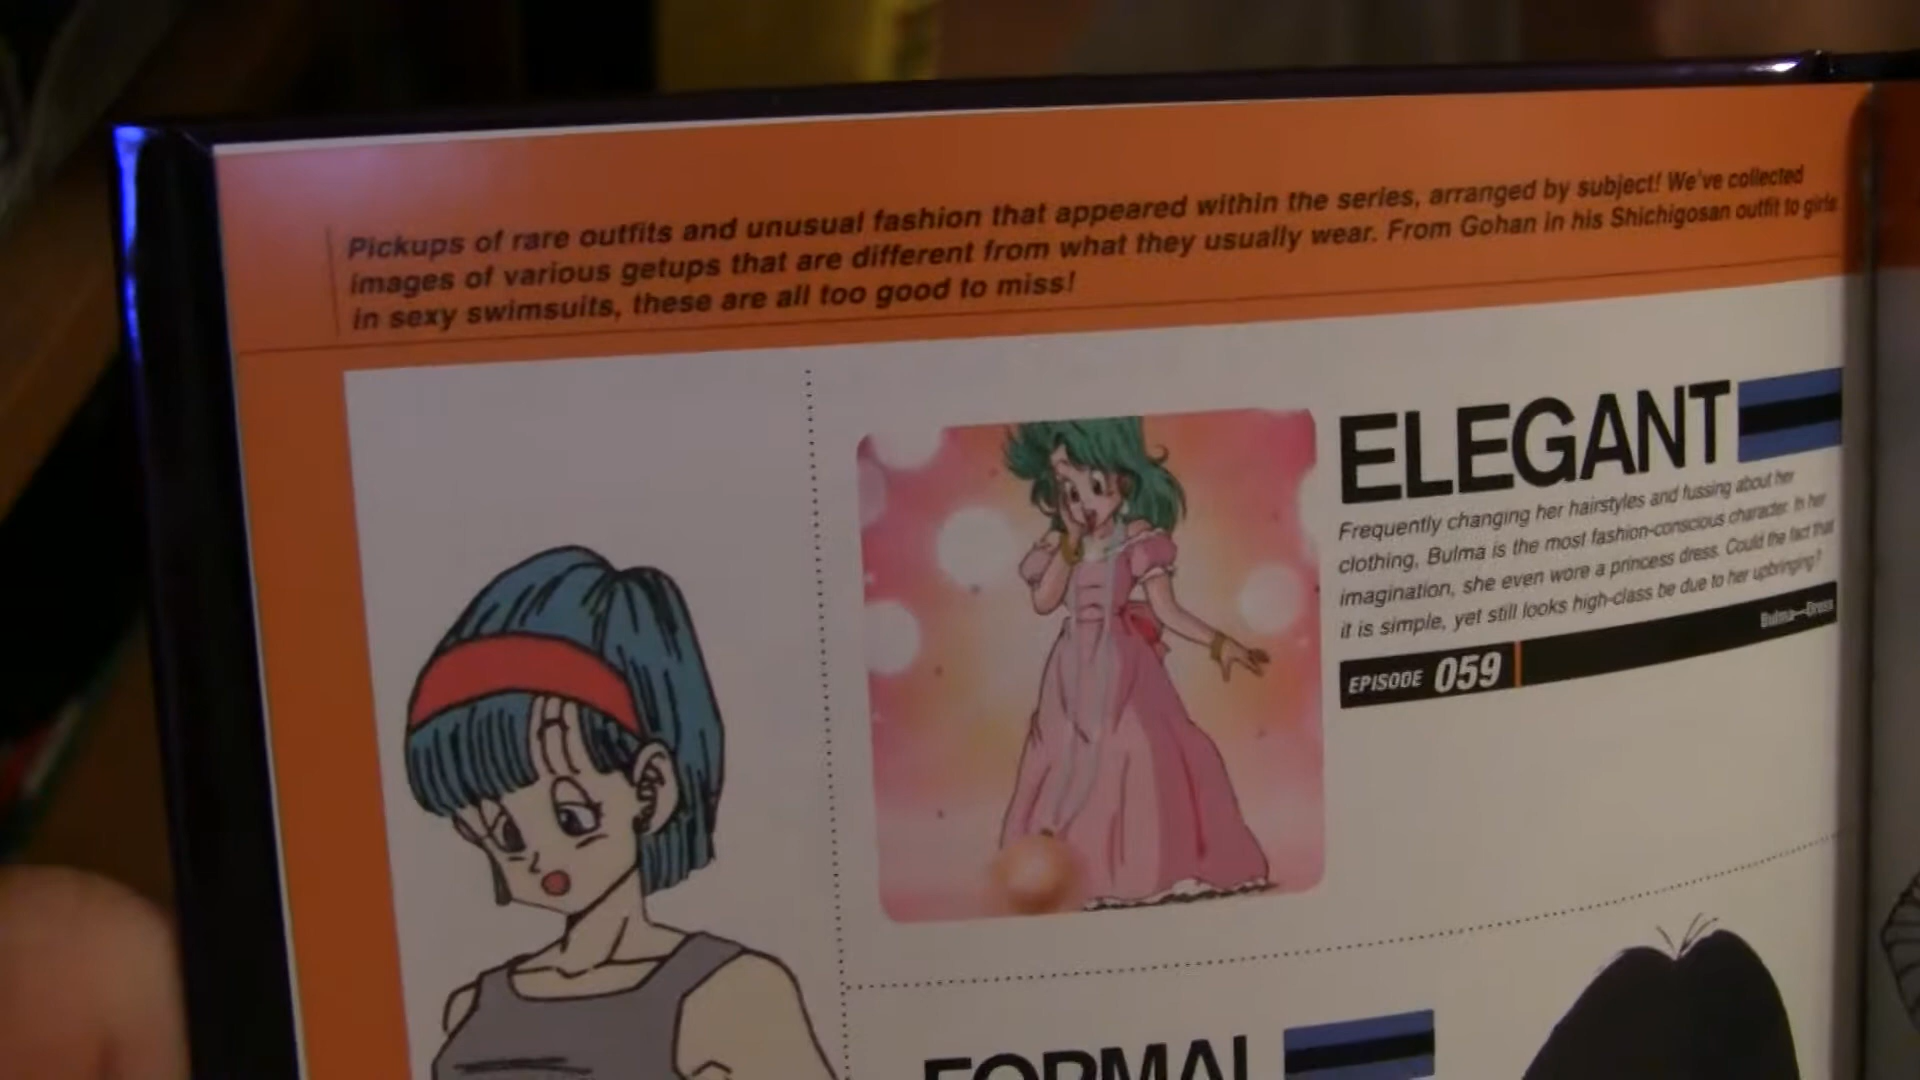 Pickups of rare outfits and unusual fashion that appeared within the series, arranged by subject! We've collected
images of various getups that are different from what they usually wear. From Gohan in his Shichigosan outfit to girls
in sexy swimsuits, these are all too good to miss!
ELEGANT
Frequently changing her hairstyles and fussing about her
clothing, Bulma is the most fashion-conscious character. In her
imagination, she even wore a princess dress. Could the fact that
it is simple, yet still looks high-class be due to her upbringing?
Bulma—Dress
EPISODE 059
FORMAL